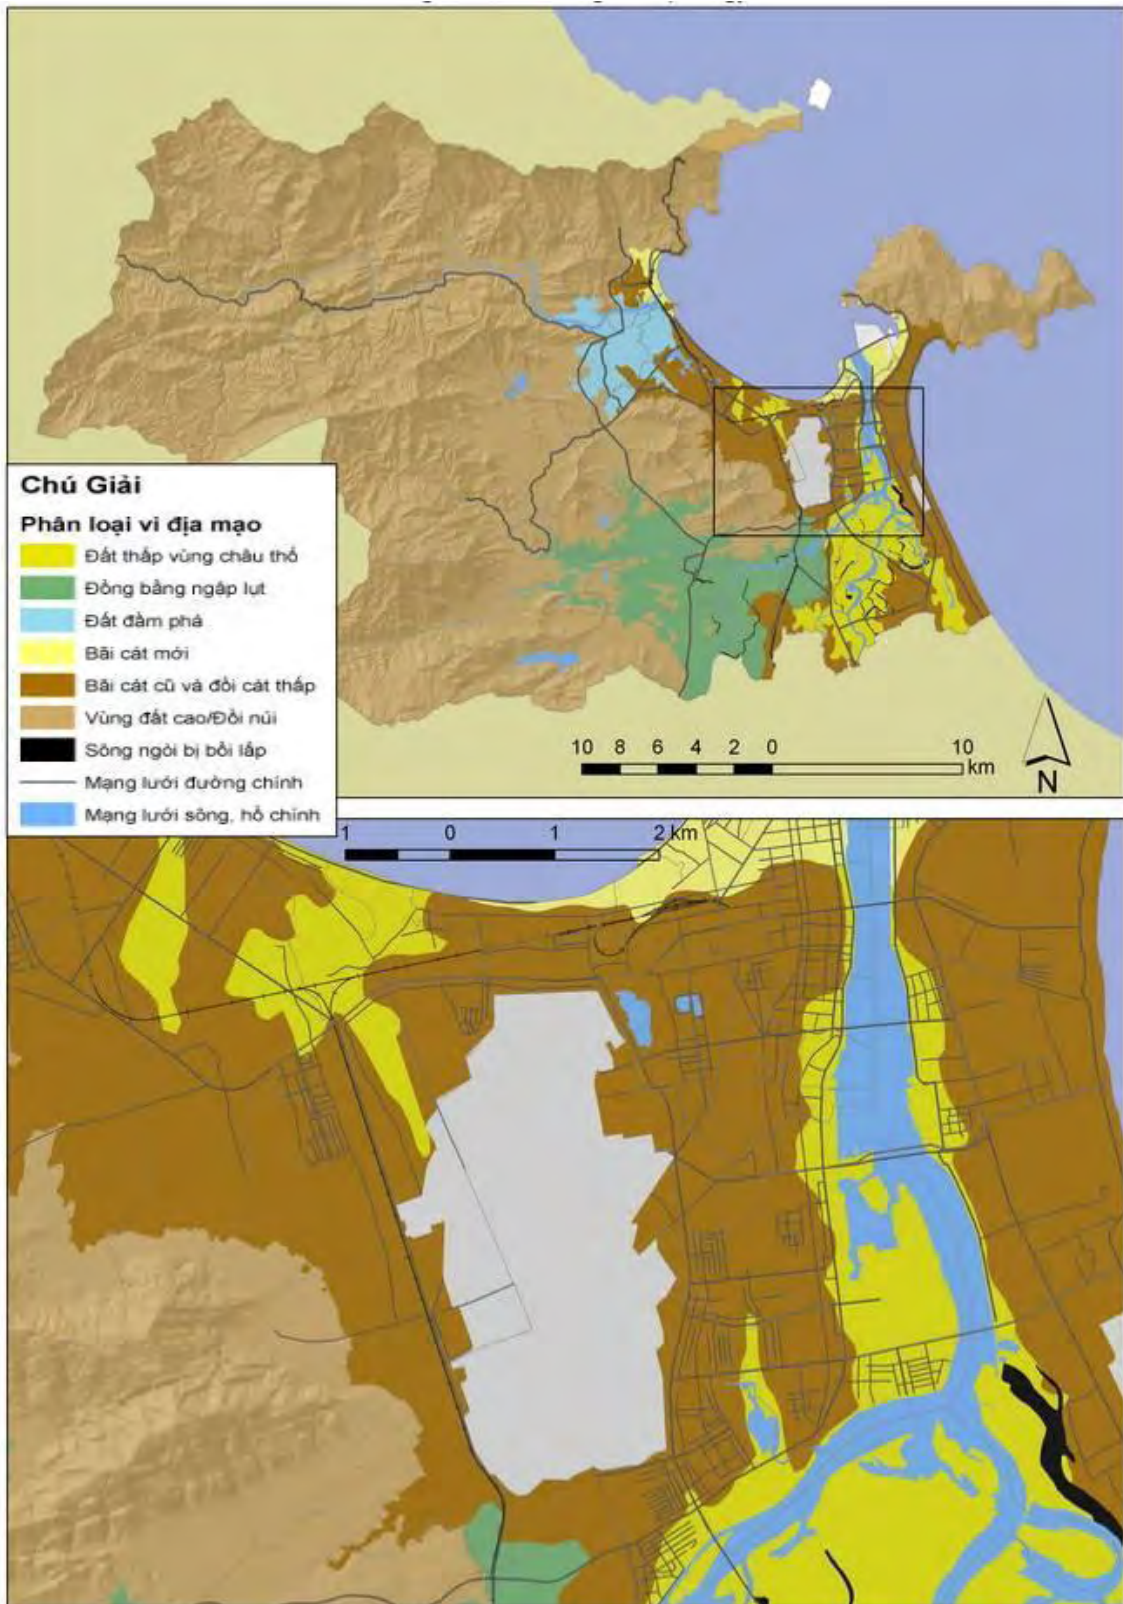 Chú Giải
Phân loại vi địa mạo
Đất thấp vùng châu thổ
Đồng bằng ngập lụt
Đất đầm phá
Bãi cát mới
Bãi cát cũ và đồi cát thấp
Vùng đất cao/Đồi núi
Sông ngòi bị bồi lấp
Mạng lưới đường chính
Mạng lưới sông, hồ chính
10 8 6 4 2 0 10
km
N
1 0 1 2 km